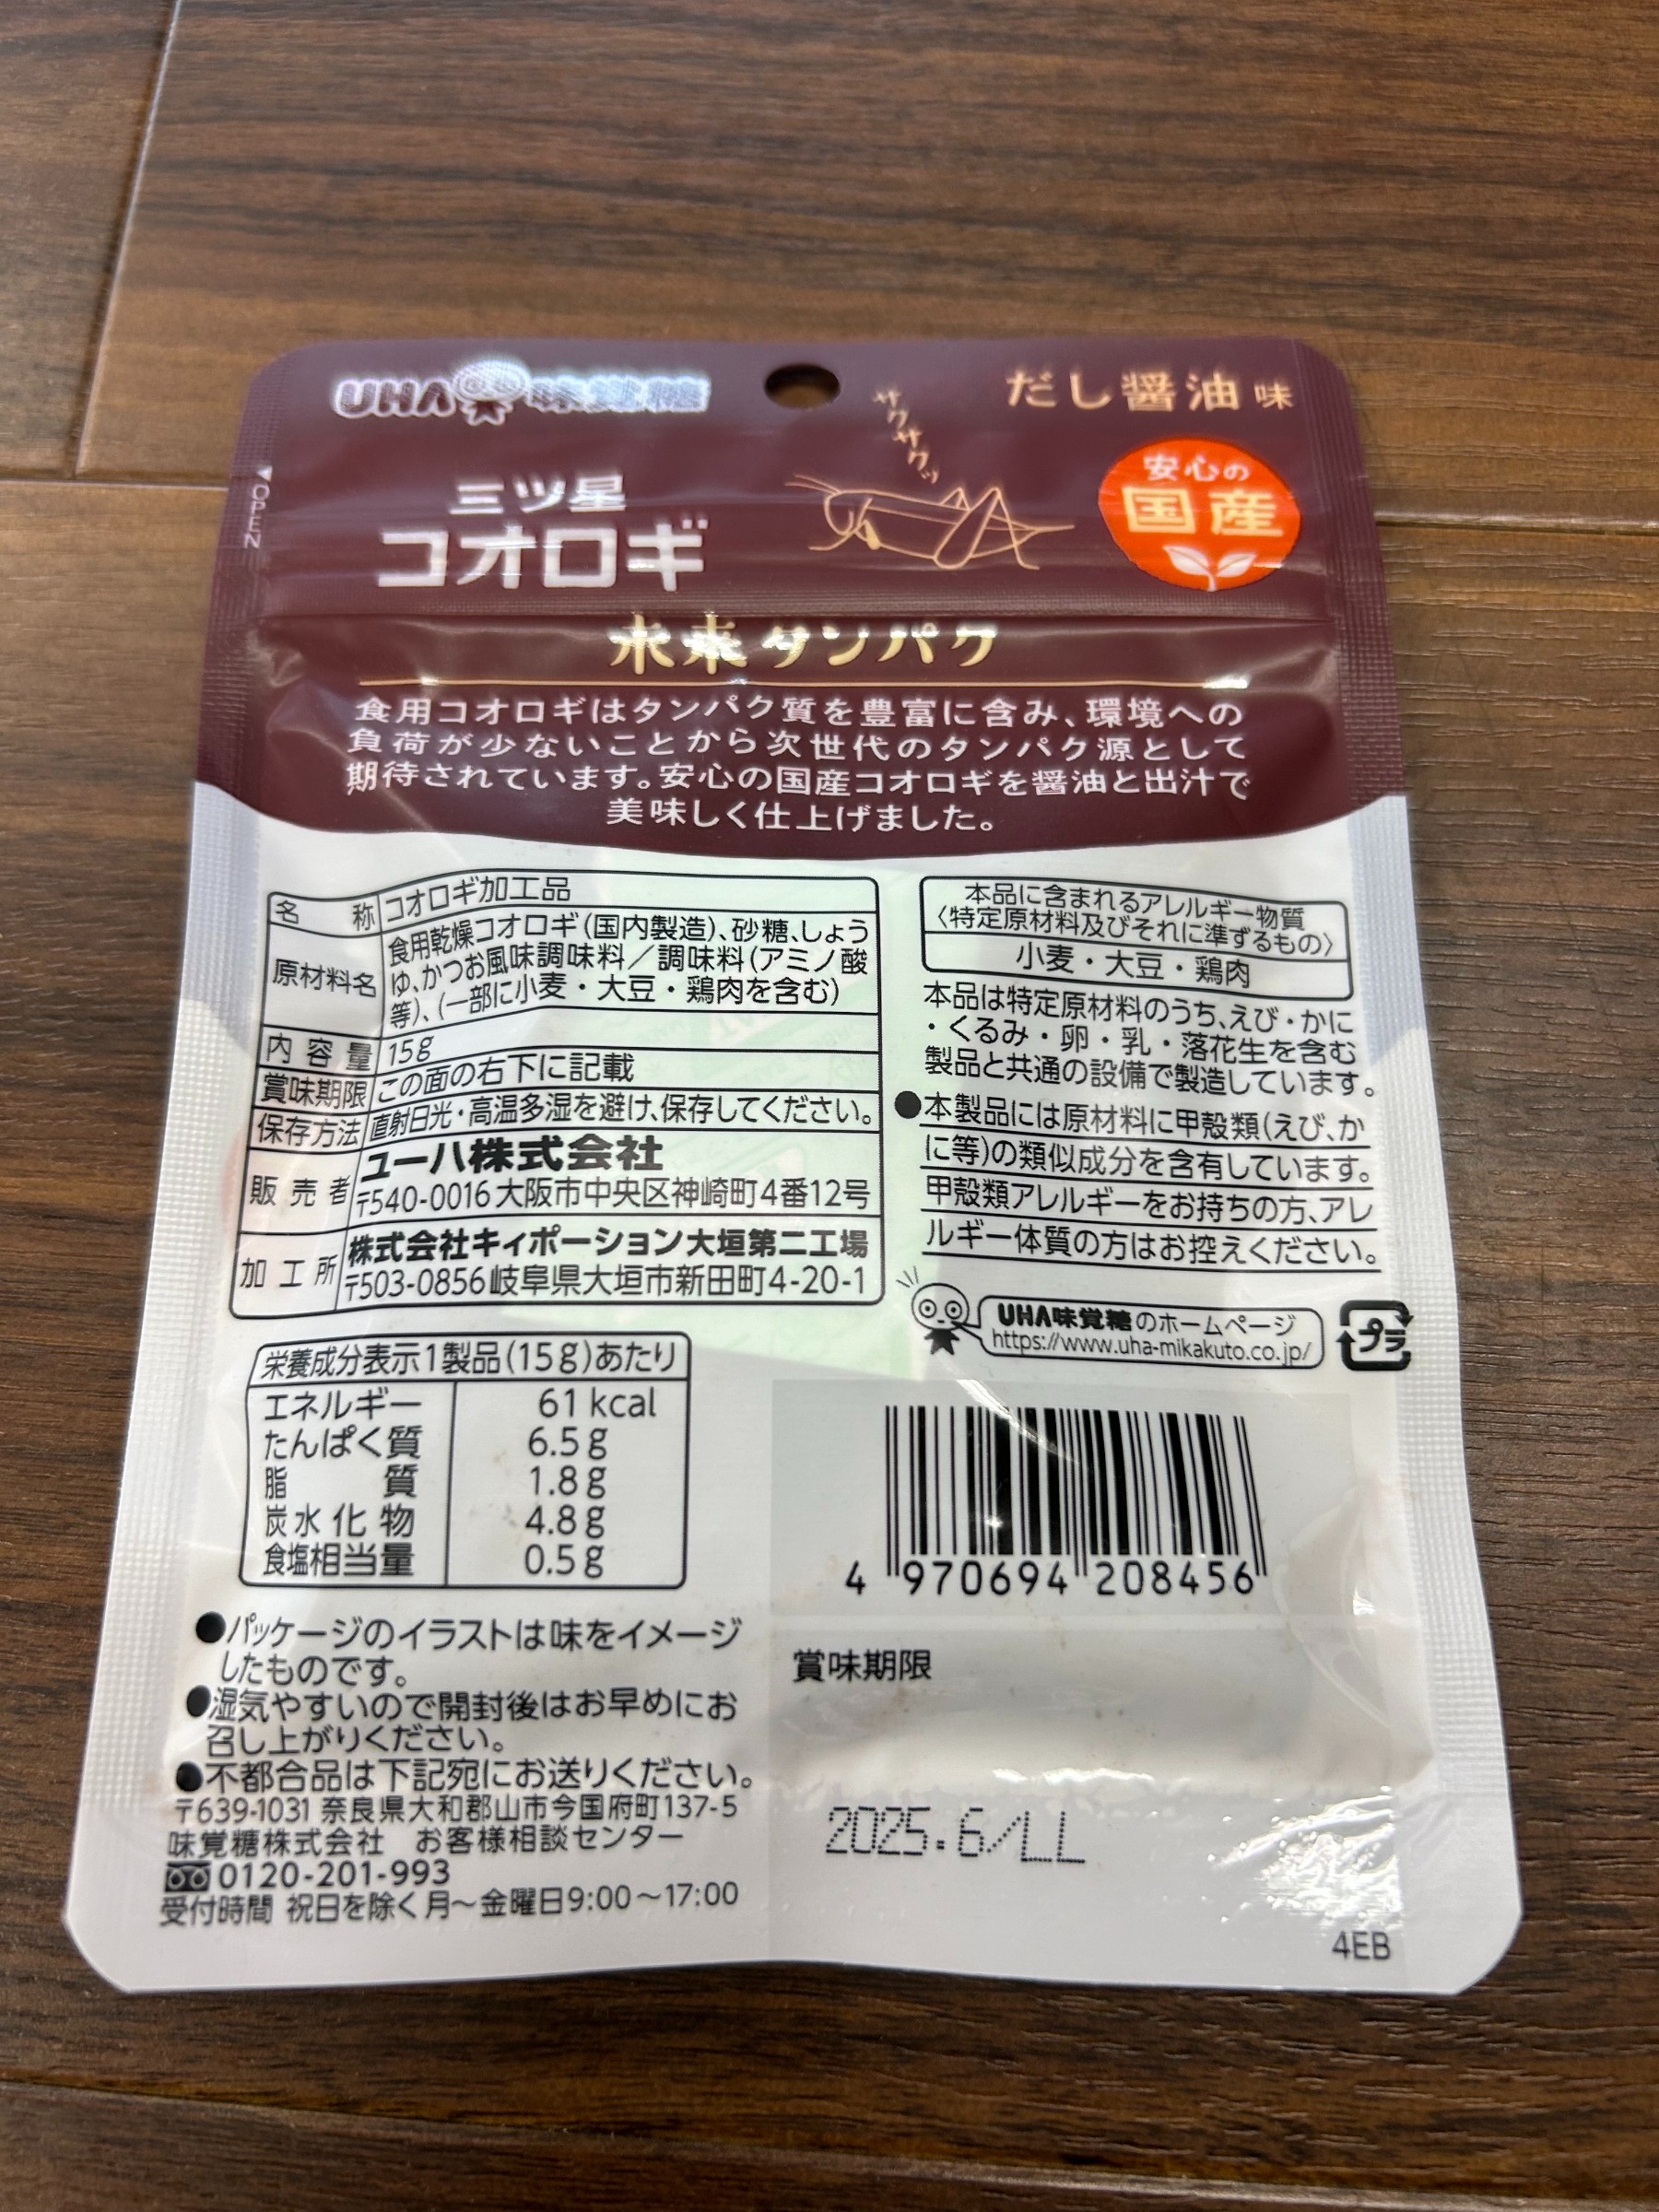 UHA味覚糖
だし醤油味
サクサクッ
安心の
国産
OPEN
三ツ星
コオロギ
未来タンパク
食用コオロギはタンパク質を豊富に含み、環境への
負荷が少ないことから次世代のタンパク源として
期待されています。安心の国産コオロギを醤油と出汁で
美味しく仕上げました。
名称 コオロギ加工品
原材料名 食用乾燥コオロギ(国内製造)、砂糖、しょう
ゆ、かつお風味調味料/調味料(アミノ酸
等)、(一部に小麦・大豆・鶏肉を含む)
内容量 15g
賞味期限 この面の右下に記載
保存方法 直射日光・高温多湿を避け、保存してください。
販売者 ユーハ株式会社
〒540-0016大阪市中央区神崎町4番12号
加工所 株式会社キィポーション大垣第二工場
〒503-0856岐阜県大垣市新田町4-20-1
本品に含まれるアレルギー物質
〈特定原材料及びそれに準ずるもの〉
小麦・大豆・鶏肉
本品は特定原材料のうち、えび・かに
・くるみ・卵・乳・落花生を含む
製品と共通の設備で製造しています。
●本製品には原材料に甲殻類(えび、か
に等)の類似成分を含有しています。
甲殻類アレルギーをお持ちの方、アレ
ルギー体質の方はお控えください。
UHA味覚糖のホームページ
https://www.uha-mikakuto.co.jp/
プラ
栄養成分表示1製品(15g)あたり
エネルギー 61kcal
たんぱく質 6.5g
脂質 1.8g
炭水化物 4.8g
食塩相当量 0.5g
4 970694 208456
●パッケージのイラストは味をイメージ
したものです。
●湿気やすいので開封後はお早めにお
召し上がりください。
●不都合品は下記宛にお送りください。
〒639-1031 奈良県大和郡山市今国府町137-5
味覚糖株式会社 お客様相談センター
0120-201-993
受付時間 祝日を除く月~金曜日9:00~17:00
賞味期限
2025.6/LL
4EB